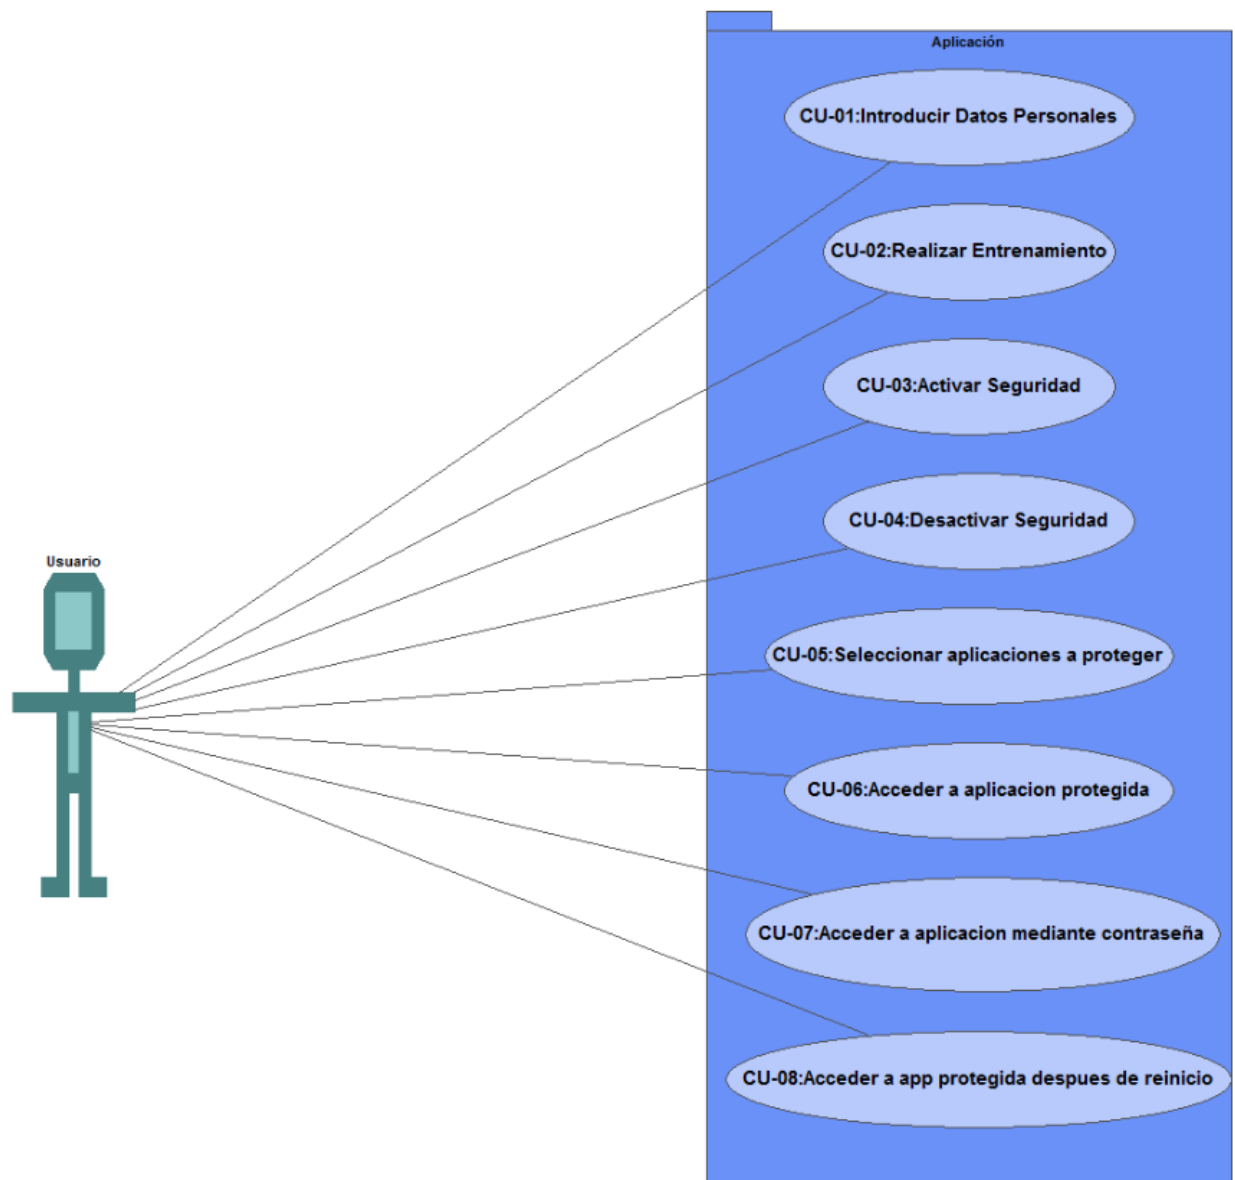 Aplicación
CU-01:Introducir Datos Personales
CU-02:Realizar Entrenamiento
CU-03:Activar Seguridad
CU-04:Desactivar Seguridad
Usuario
CU-05:Seleccionar aplicaciones a proteger
CU-06:Acceder a aplicacion protegida
CU-07:Acceder a aplicacion mediante contraseña
CU-08:Acceder a app protegida despues de reinicio